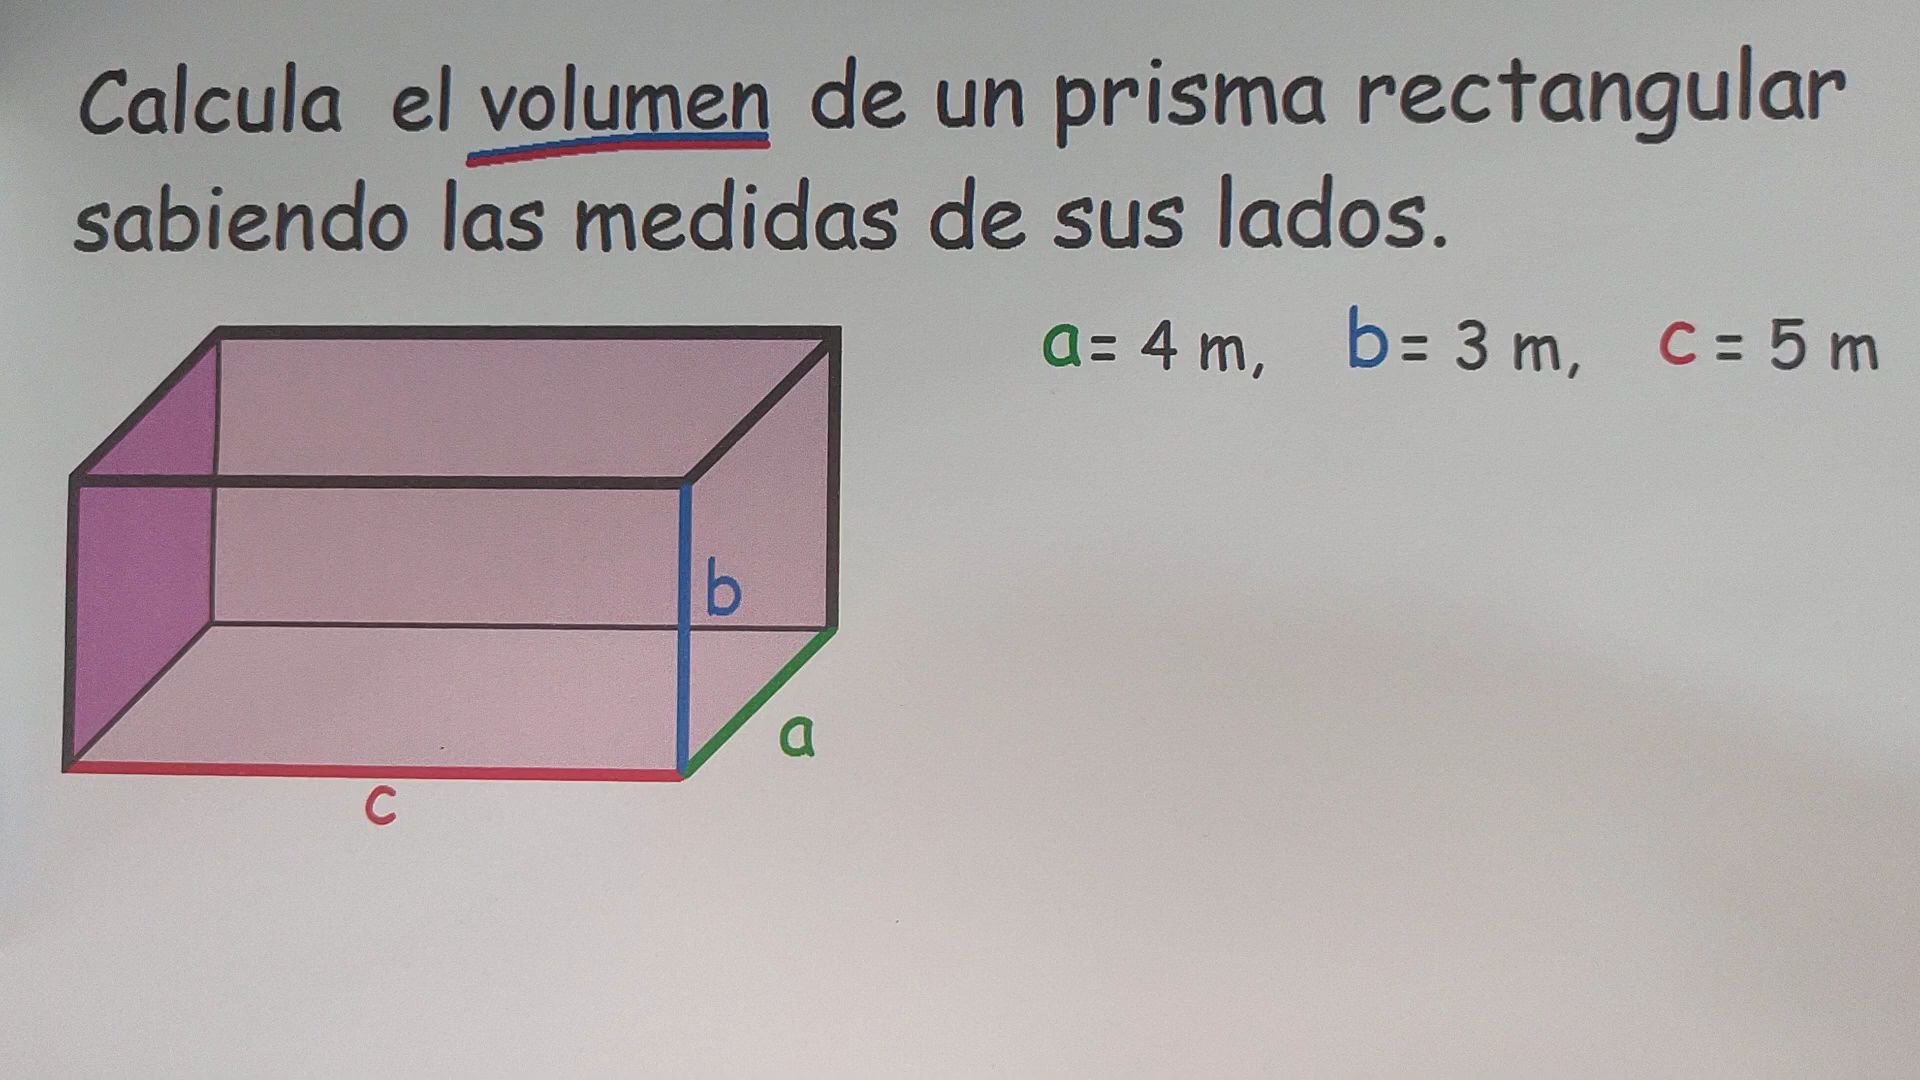 Calcula el volumen de un prisma rectangular
sabiendo las medidas de sus lados.
a= 4 m, b= 3 m, c = 5 m
b
a
c